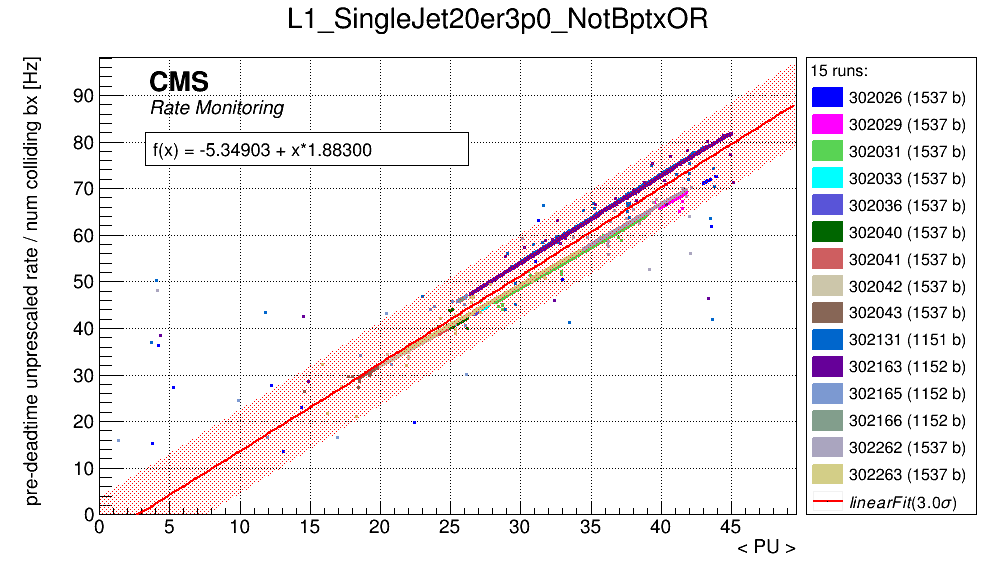 L1_SingleJet20er3p0_NotBptxOR
pre-deadtime unprescaled rate / num colliding bx [Hz]
CMS
Rate Monitoring
f(x) = -5.34903 + x*1.88300
90
80
70
60
50
40
30
20
10
0
0 5 10 15 20 25 30 35 40 45
< PU >
15 runs:
302026 (1537 b)
302029 (1537 b)
302031 (1537 b)
302033 (1537 b)
302036 (1537 b)
302040 (1537 b)
302041 (1537 b)
302042 (1537 b)
302043 (1537 b)
302131 (1151 b)
302163 (1152 b)
302165 (1152 b)
302166 (1152 b)
302262 (1537 b)
302263 (1537 b)
linearFit(3.0σ)